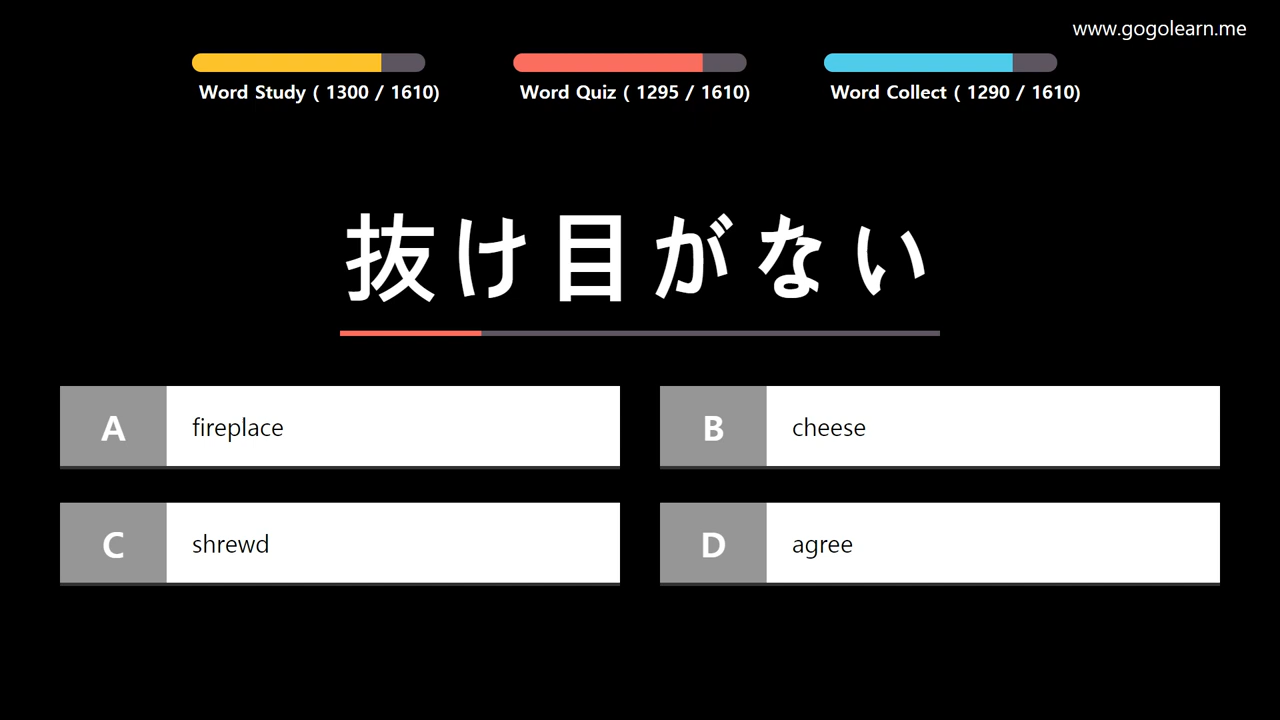 www.gogolearn.me
Word Study ( 1300 / 1610)
Word Quiz ( 1295 / 1610)
Word Collect ( 1290 / 1610)
抜け目がない
A fireplace
B cheese
C shrewd
D agree